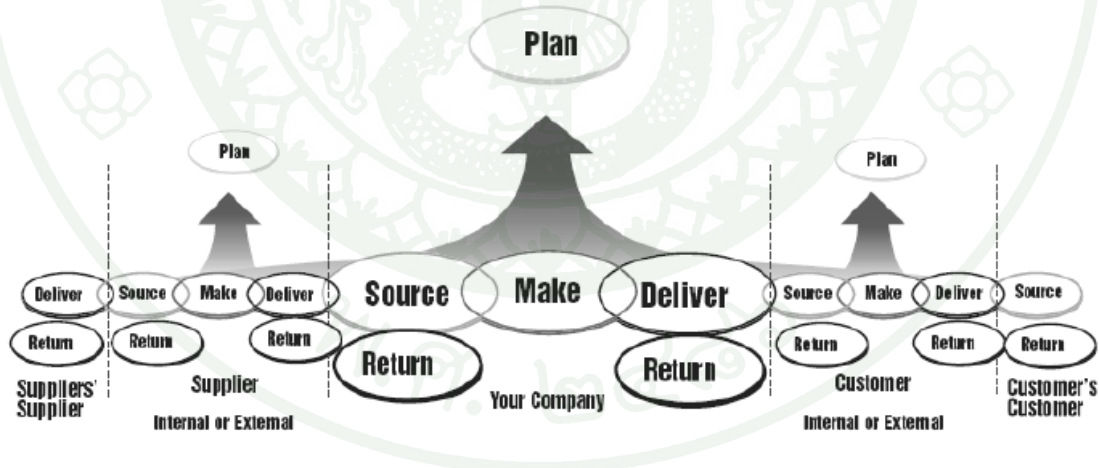 Plan
Plan
Plan
Deliver
Source
Make
Deliver
Source
Make
Deliver
Source
Make
Deliver
Source
Return
Return
Return
Return
Return
Return
Return
Return
Suppliers'
Supplier
Supplier
Internal or External
Your Company
Customer
Internal or External
Customer's
Customer